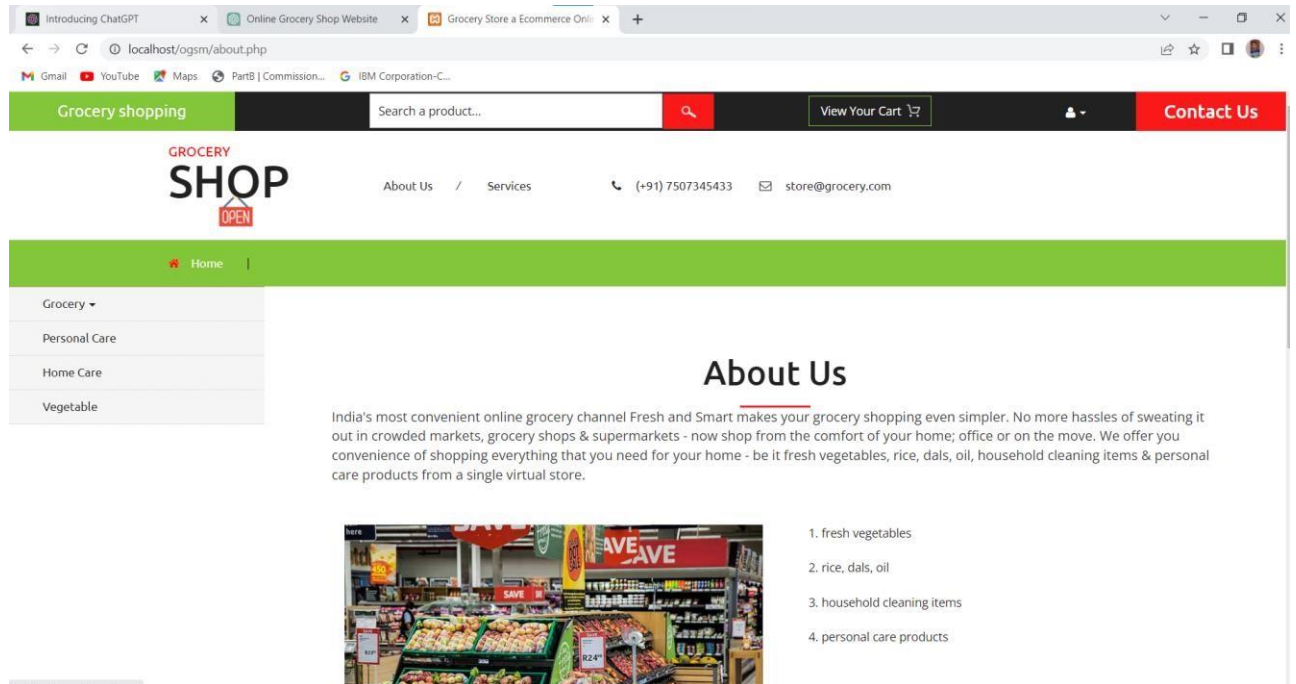 Introducing ChatGPT
Online Grocery Shop Website
Grocery Store a Ecommerce Onli
localhost/ogsm/about.php
Gmail YouTube Maps PartB | Commission... IBM Corporation-C...
Grocery shopping
Search a product...
View Your Cart
Contact Us
GROCERY
SHOP
OPEN
About Us / Services (+91) 7507345433 store@grocery.com
Home |
Grocery
Personal Care
Home Care
Vegetable
About Us
India's most convenient online grocery channel Fresh and Smart makes your grocery shopping even simpler. No more hassles of sweating it
out in crowded markets, grocery shops & supermarkets - now shop from the comfort of your home; office or on the move. We offer you
convenience of shopping everything that you need for your home - be it fresh vegetables, rice, dals, oil, household cleaning items & personal
care products from a single virtual store.
here
SAVE
AVE
AVE
SAVE
R24
1. fresh vegetables
2. rice, dals, oil
3. household cleaning items
4. personal care products